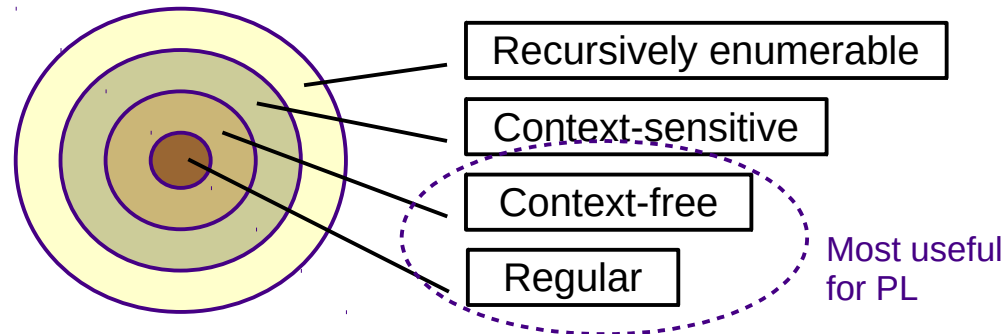 Recursively enumerable
Context-sensitive
Context-free
Regular
Most useful
for PL